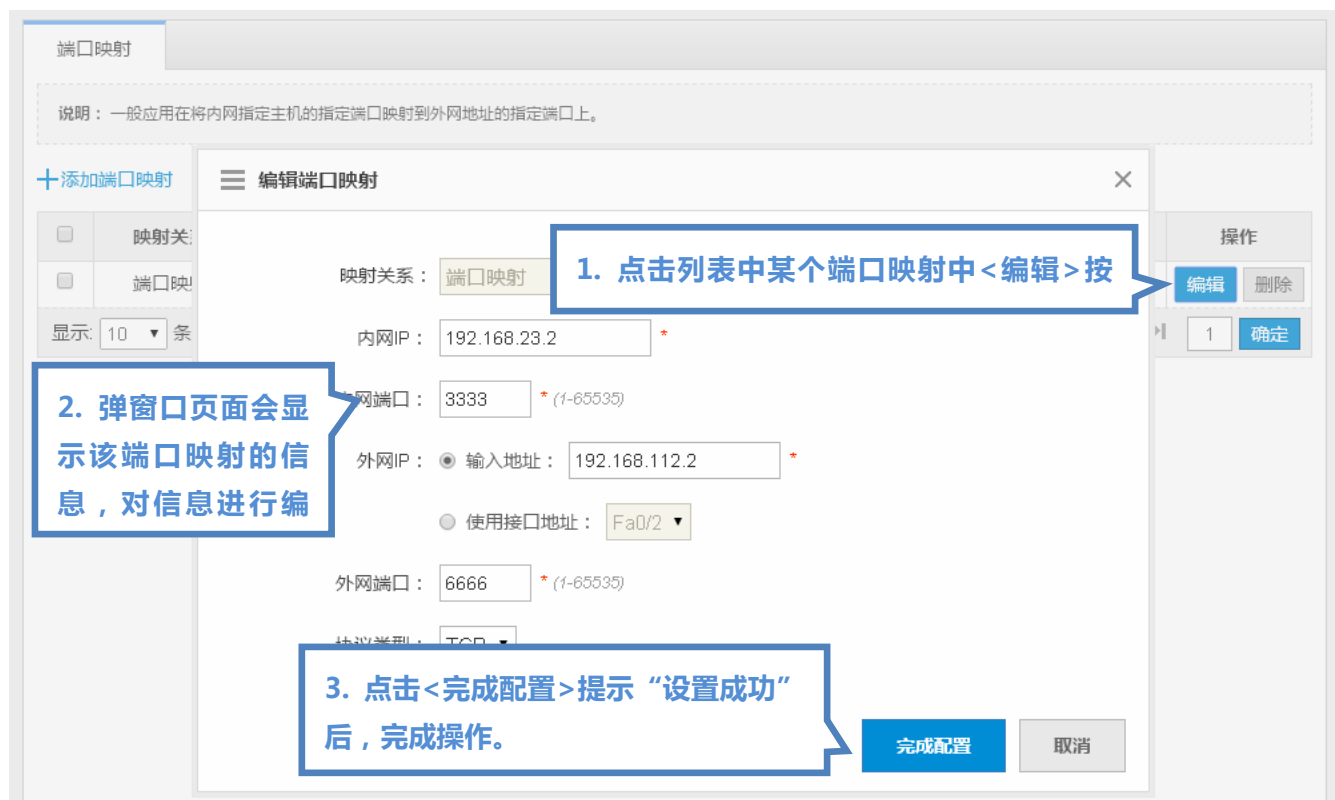 端口映射
说明： 一般应用在将内网指定主机的指定端口映射到外网地址的指定端口上。
添加端口映射
编辑端口映射
映射关
操作
映射关系： 端口映射
1. 点击列表中某个端口映射中<编辑>按
端口映
编辑 删除
内网IP： 192.168.23.2 *
显示: 10 条
1 确定
网端口： 3333 * (1-65535)
2. 弹窗口页面会显
示该端口映射的信
息，对信息进行编
外网IP： 输入地址： 192.168.112.2 *
使用接口地址： Fa0/2
外网端口： 6666 * (1-65535)
协议类型： TCP
3. 点击<完成配置>提示“设置成功”
后，完成操作。
完成配置 取消